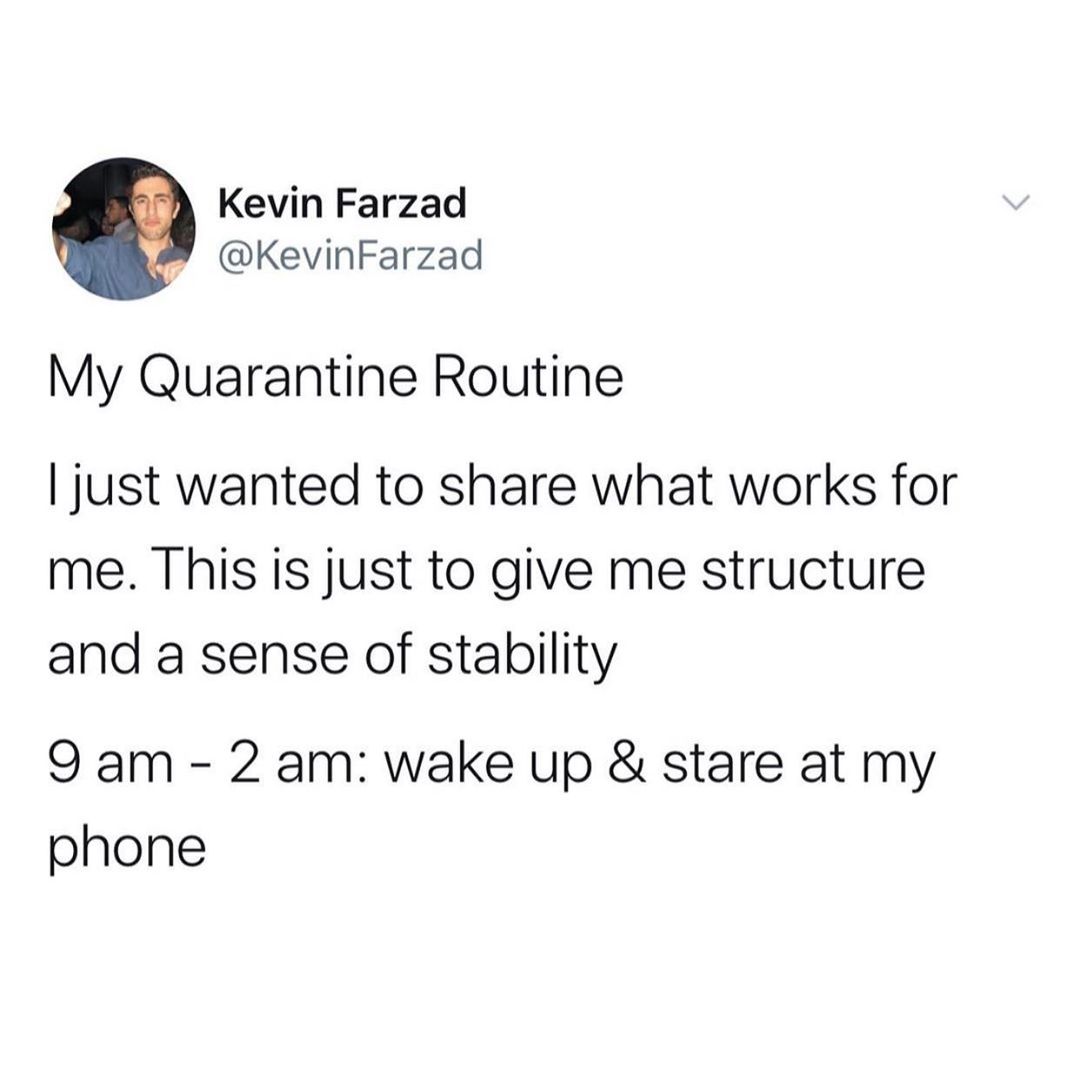 Kevin Farzad
@KevinFarzad
My Quarantine Routine
I just wanted to share what works for
me. This is just to give me structure
and a sense of stability
9 am - 2 am: wake up & stare at my
phone